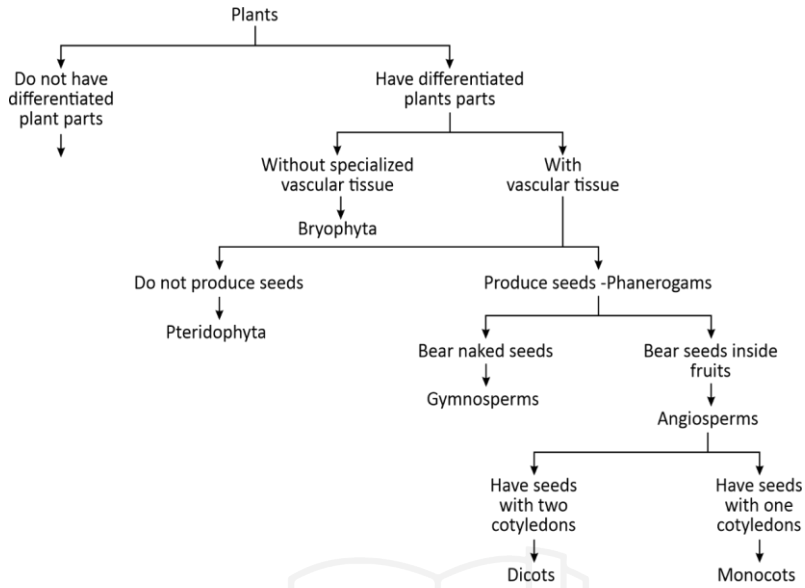 Plants
Do not have
differentiated
plant parts
Have differentiated
plants parts
Without specialized
vascular tissue
With
vascular tissue
Bryophyta
Do not produce seeds
Produce seeds -Phanerogams
Pteridophyta
Bear naked seeds
Bear seeds inside
fruits
Gymnosperms
Angiosperms
Have seeds
with two
cotyledons
Have seeds
with one
cotyledons
Dicots
Monocots